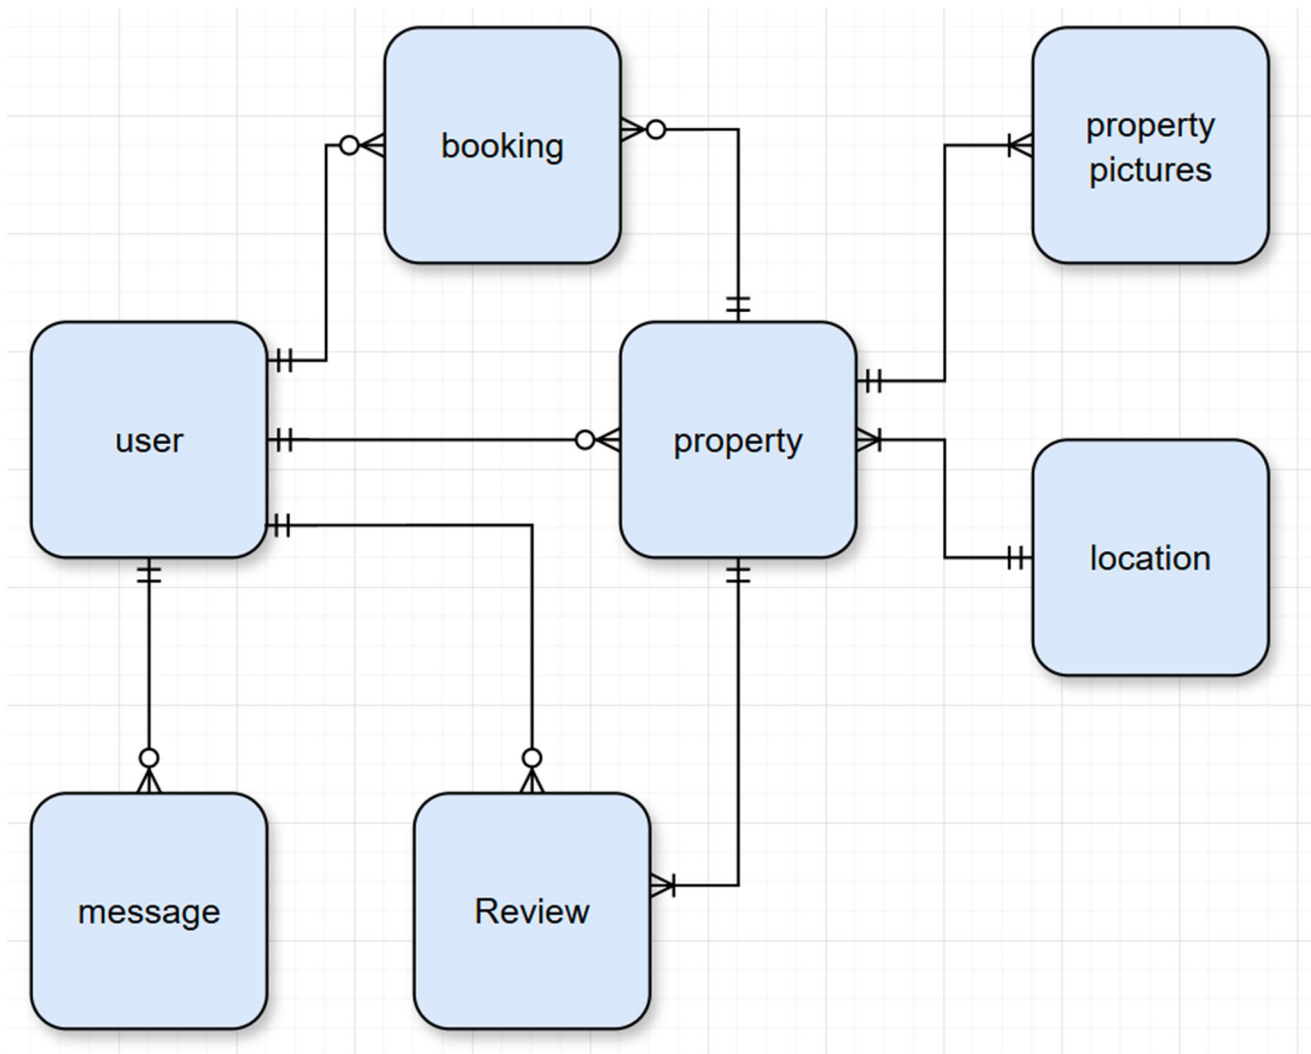 booking
property
pictures
user
property
location
message
Review